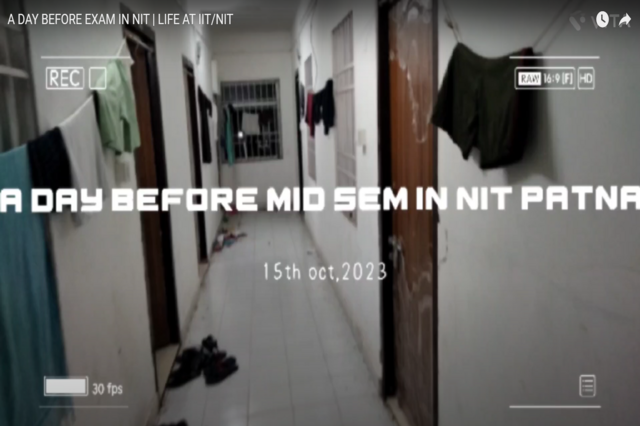 A DAY BEFORE EXAM IN NIT | LIFE AT IIT/NIT
REC
RAW 16:9 [F] HD
A DAY BEFORE MID SEM IN NIT PATNA
15th oct,2023
30 fps